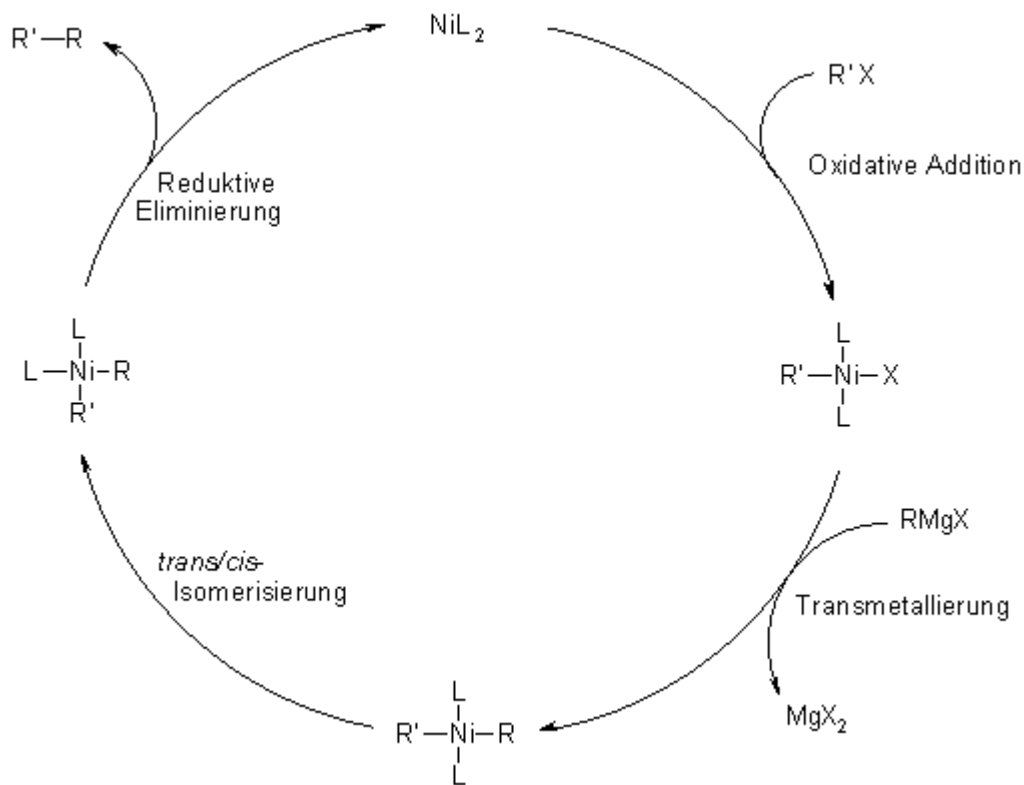 NiL2
R'—R
R'X
Oxidative Addition
Reduktive
Eliminierung
L
L—Ni—R
R'
L
R'—Ni—X
L
RMgX
trans/cis-
Isomerisierung
Transmetallierung
MgX2
L
R'—Ni—R
L